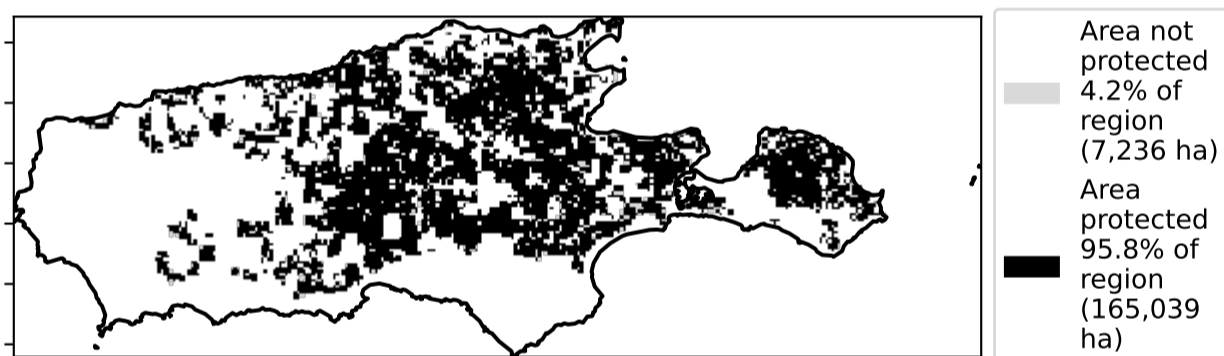 Area not
protected
4.2% of
region
(7,236 ha)
Area
protected
95.8% of
region
(165,039
ha)